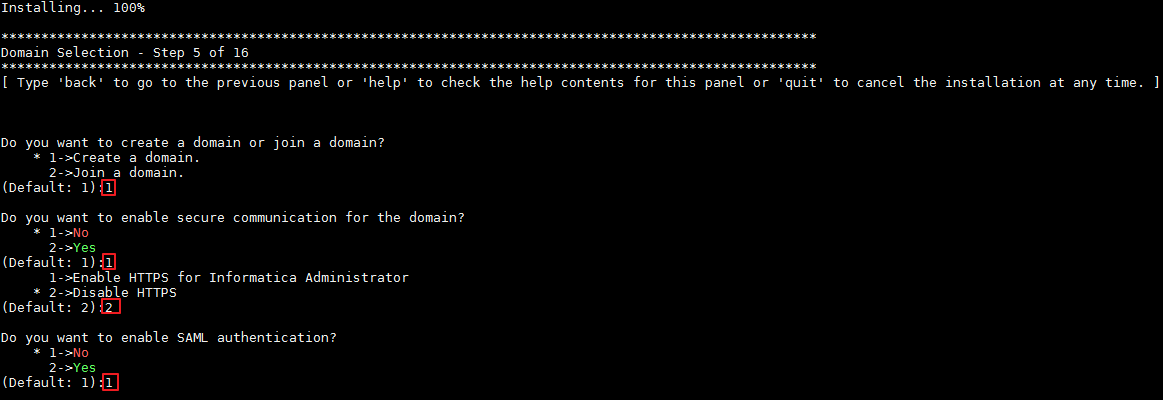 Installing... 100%
******************************************************************************************************
Domain Selection - Step 5 of 16
******************************************************************************************************
[ Type 'back' to go to the previous panel or 'help' to check the help contents for this panel or 'quit' to cancel the installation at any time. ]
Do you want to create a domain or join a domain?
* 1->Create a domain.
2->Join a domain.
(Default: 1):1
Do you want to enable secure communication for the domain?
* 1->No
2->Yes
(Default: 1):1
1->Enable HTTPS for Informatica Administrator
* 2->Disable HTTPS
(Default: 2):2
Do you want to enable SAML authentication?
* 1->No
2->Yes
(Default: 1):1